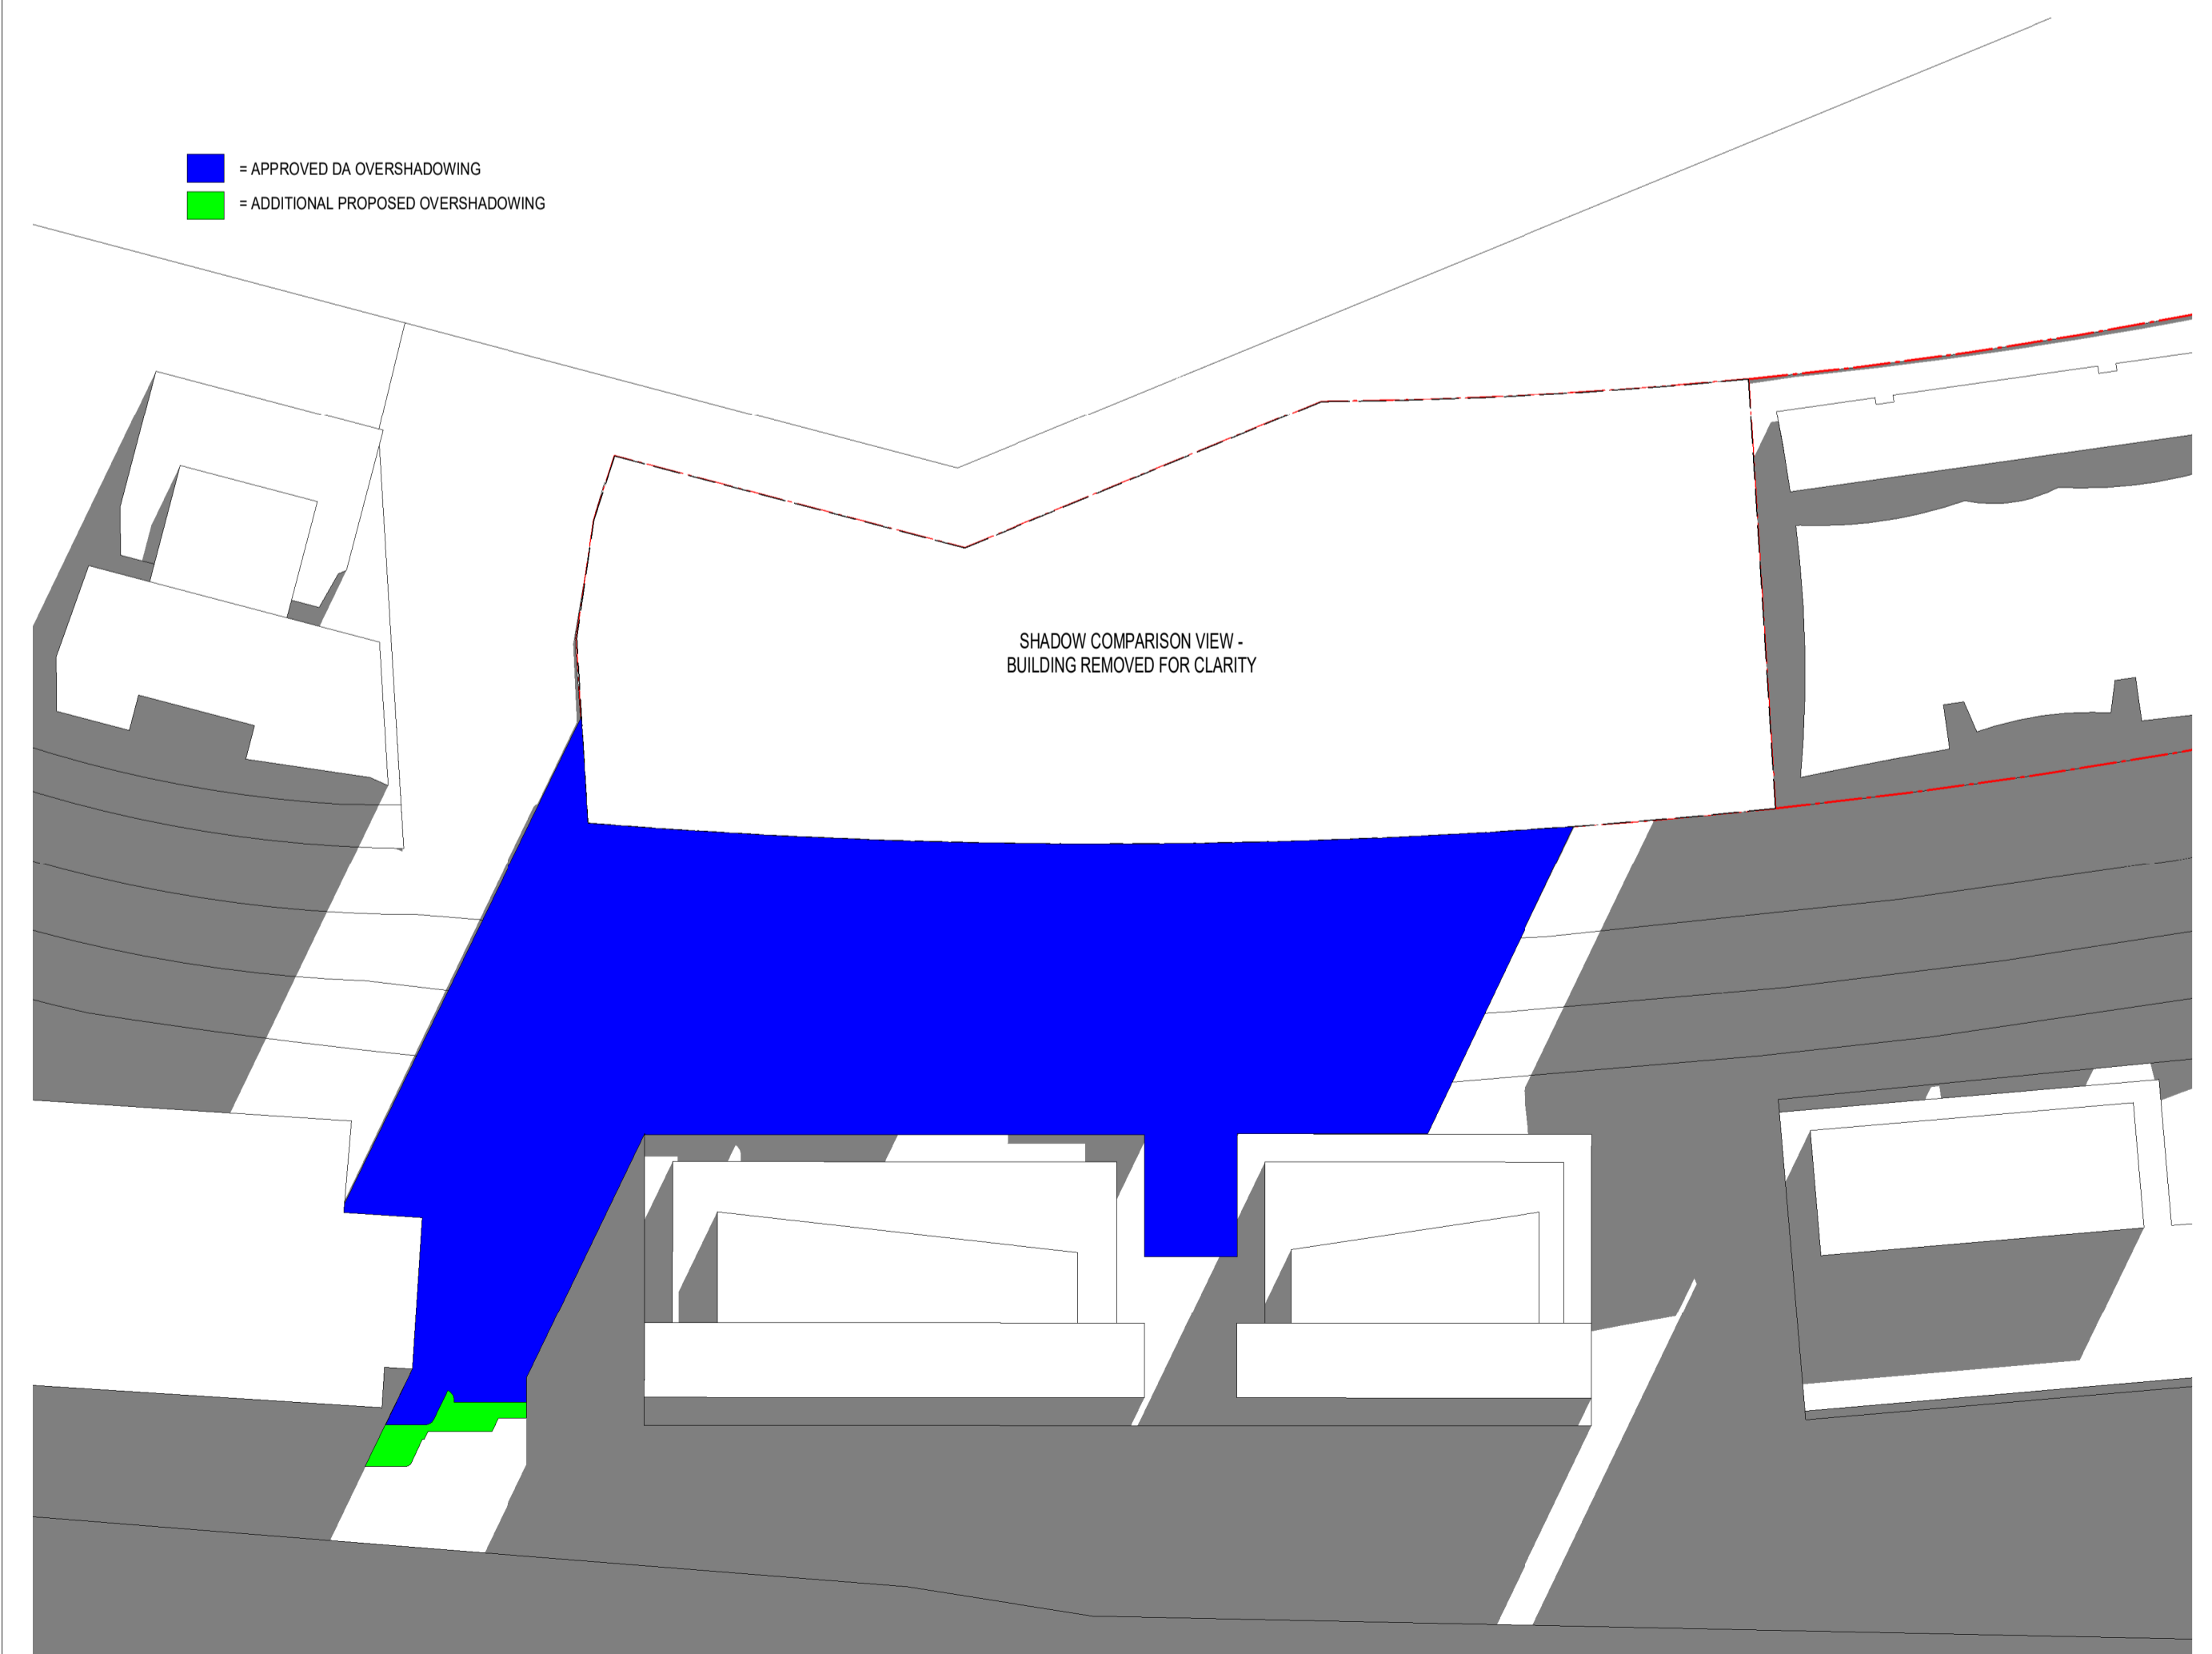 = APPROVED DA OVERSHADOWING
= ADDITIONAL PROPOSED OVERSHADOWING
SHADOW COMPARISON VIEW -
BUILDING REMOVED FOR CLARITY